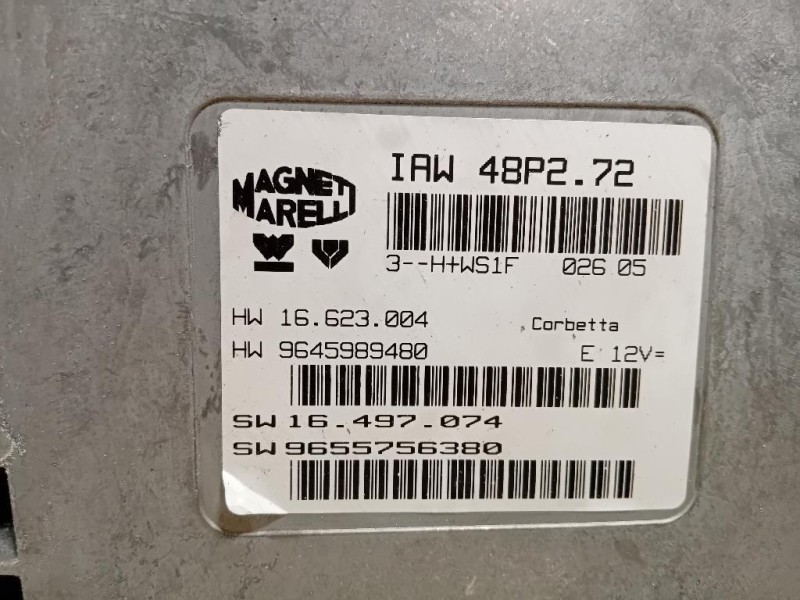 MAGNETI
MARELLI
IAW 48P2.72
3--H+WS1F 026 05
HW 16.623.004 Corbetta
HW 9645989480 E 12V=
SW 16.497.074
SW 9655756380